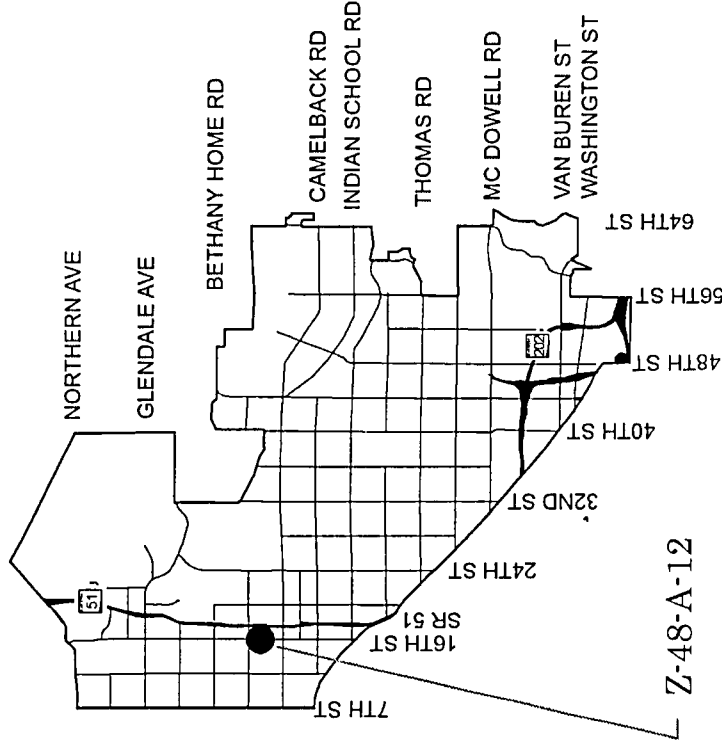 NORTHERN AVE
GLENDALE AVE
BETHANY HOME RD
CAMELBACK RD
INDIAN SCHOOL RD
THOMAS RD
MC DOWELL RD
VAN BUREN ST
WASHINGTON ST
51
202
64TH ST
56TH ST
48TH ST
40TH ST
32ND ST
24TH ST
SR 51
16TH ST
7TH ST
Z-48-A-12